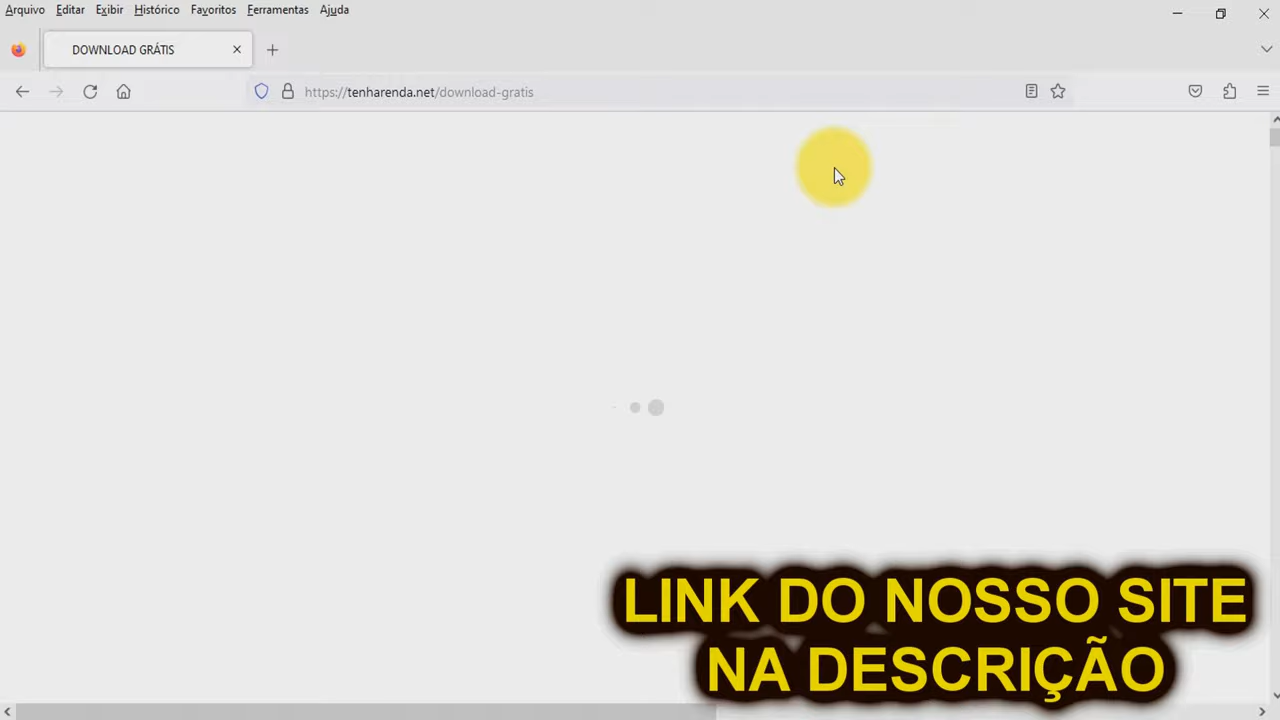 Arquivo Editar Exibir Histórico Favoritos Ferramentas Ajuda
DOWNLOAD GRÁTIS
https://tenharenda.net/download-gratis
LINK DO NOSSO SITE
NA DESCRIÇÃO